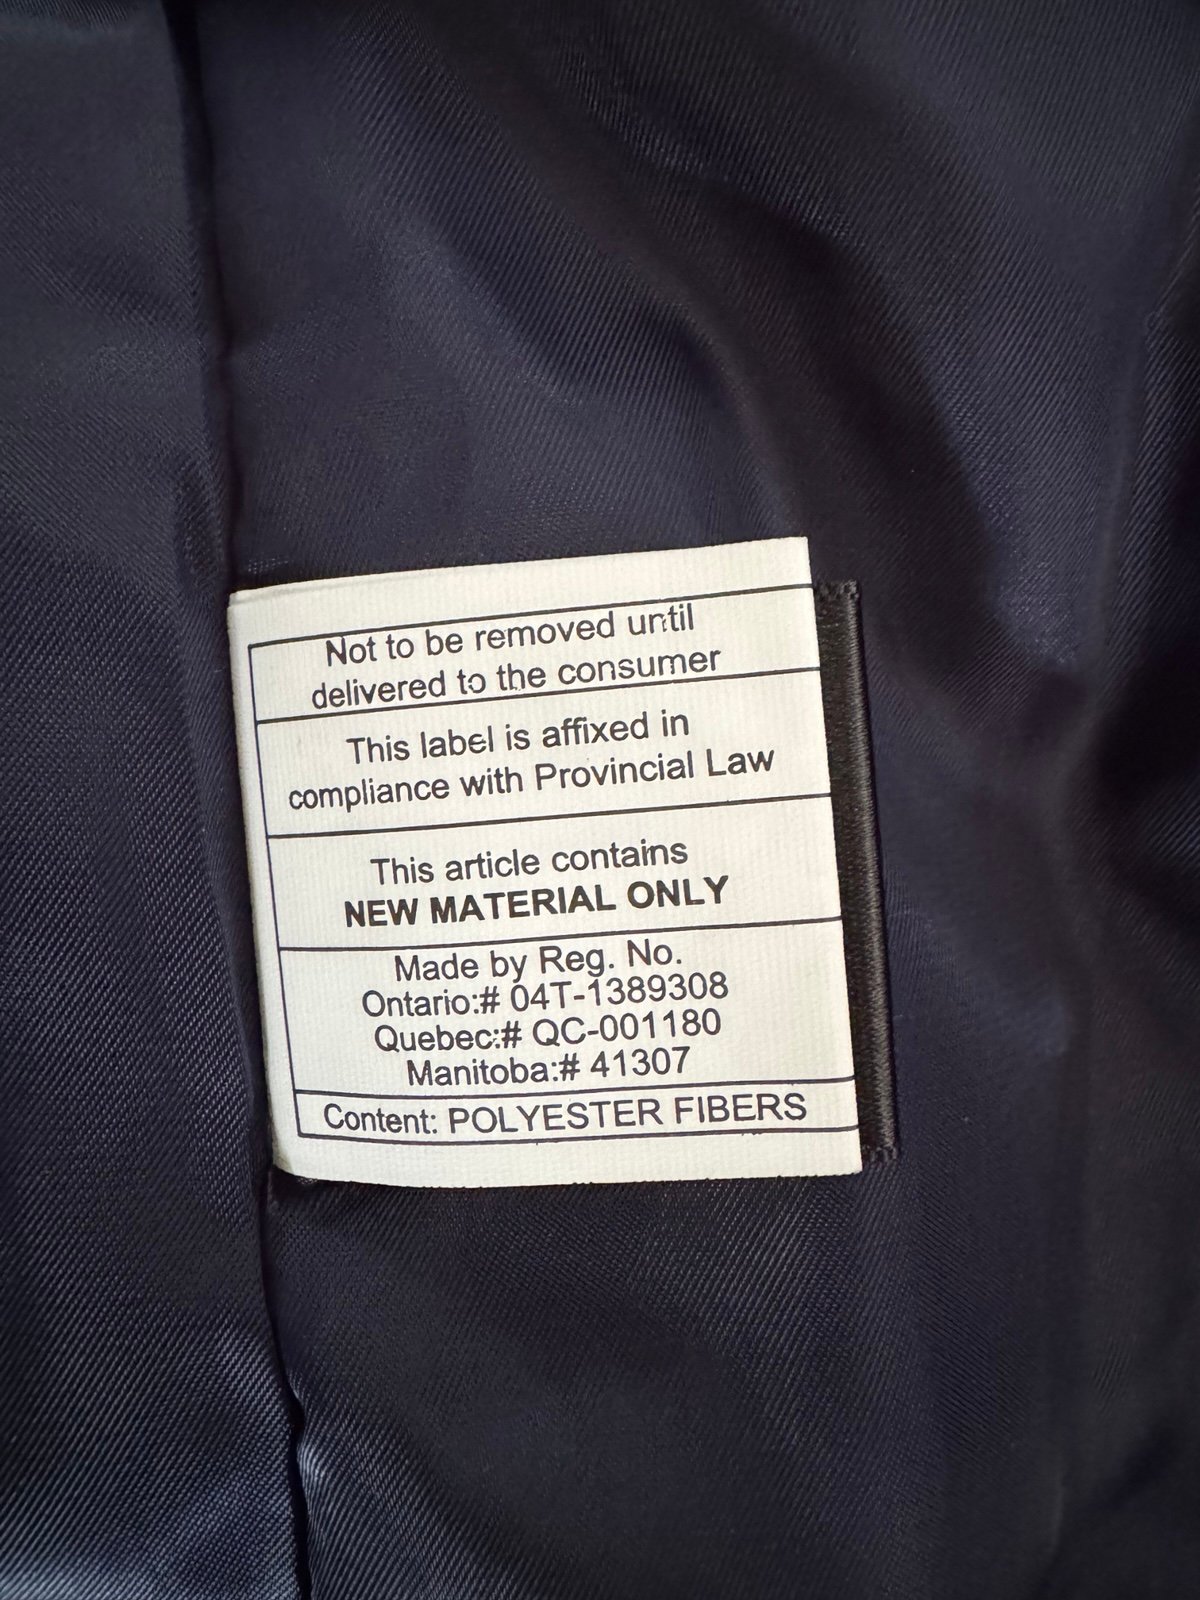 Not to be removed until
delivered to the consumer
This label is affixed in
compliance with Provincial Law
This article contains
NEW MATERIAL ONLY
Made by Reg. No.
Ontario:# 04T-1389308
Quebec:# QC-001180
Manitoba:# 41307
Content: POLYESTER FIBERS